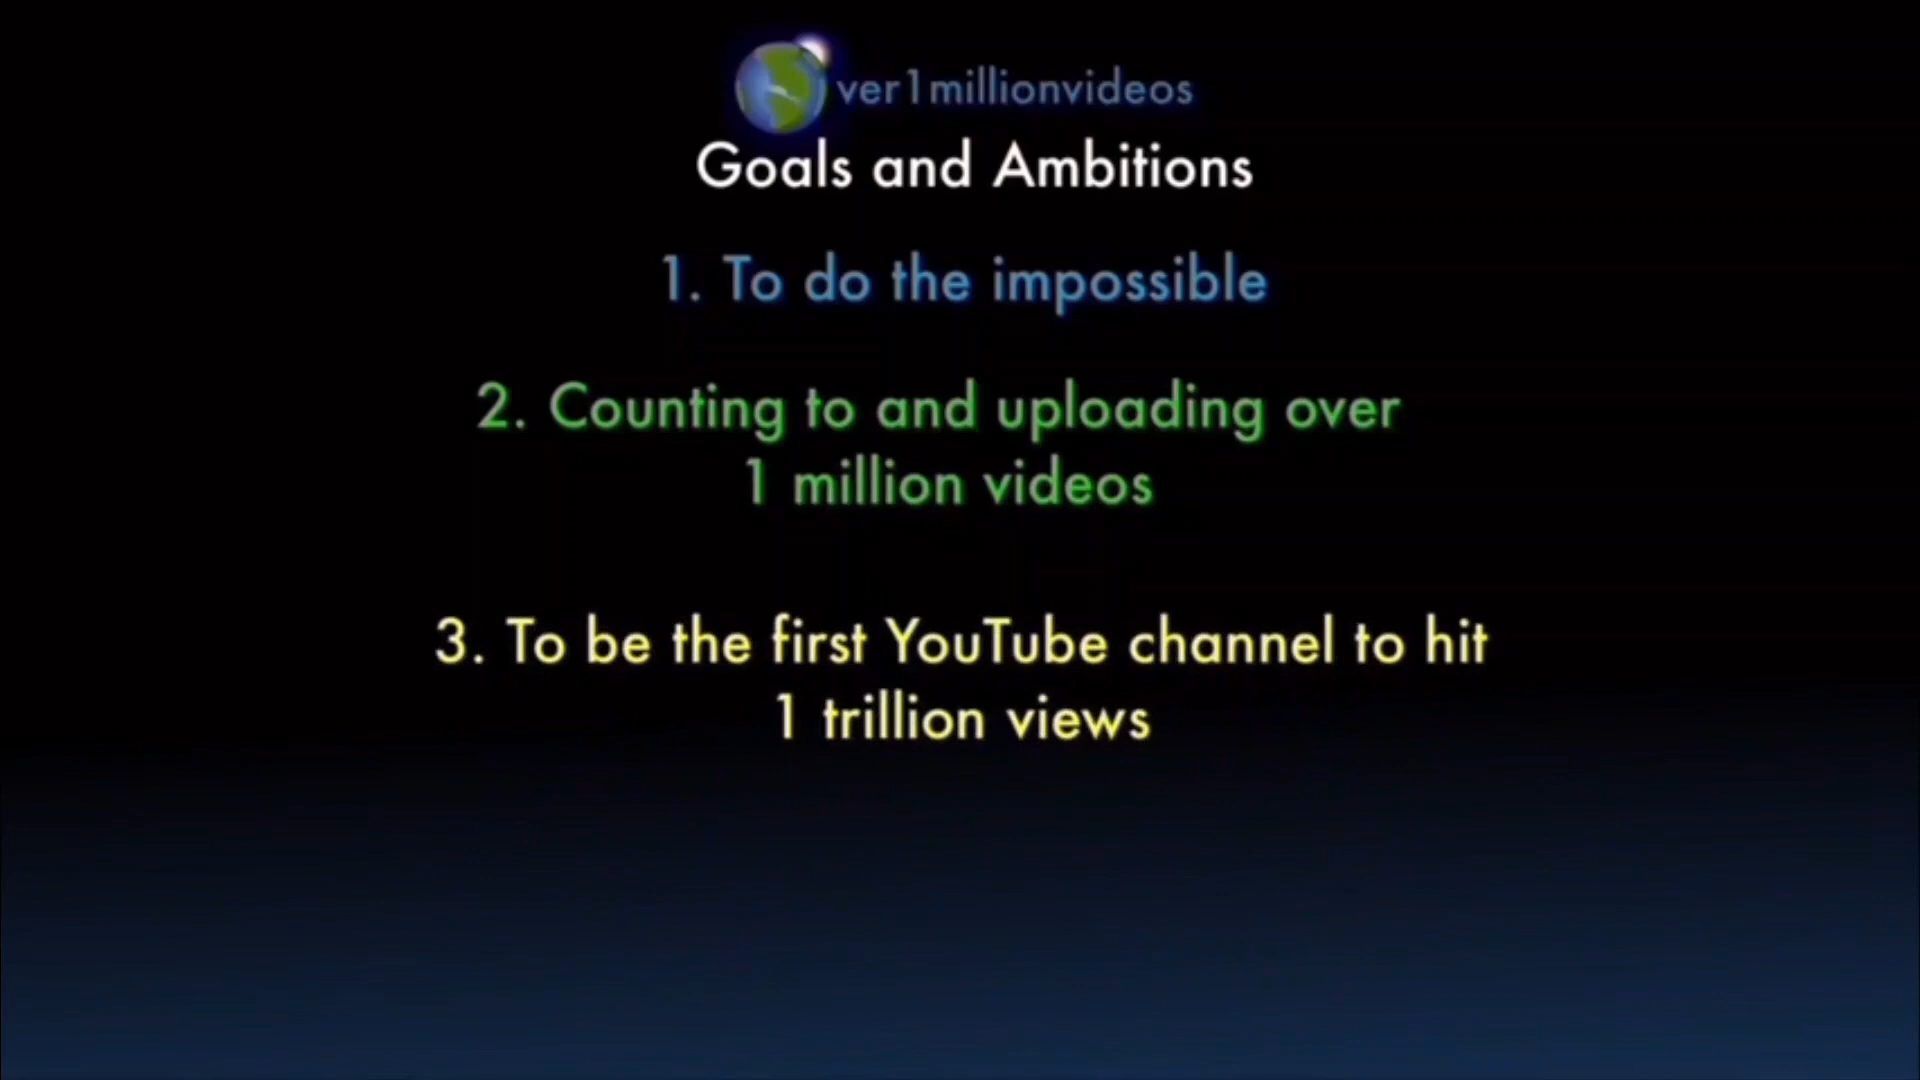 ver1millionvideos
Goals and Ambitions
1. To do the impossible
2. Counting to and uploading over
1 million videos
3. To be the first YouTube channel to hit
1 trillion views